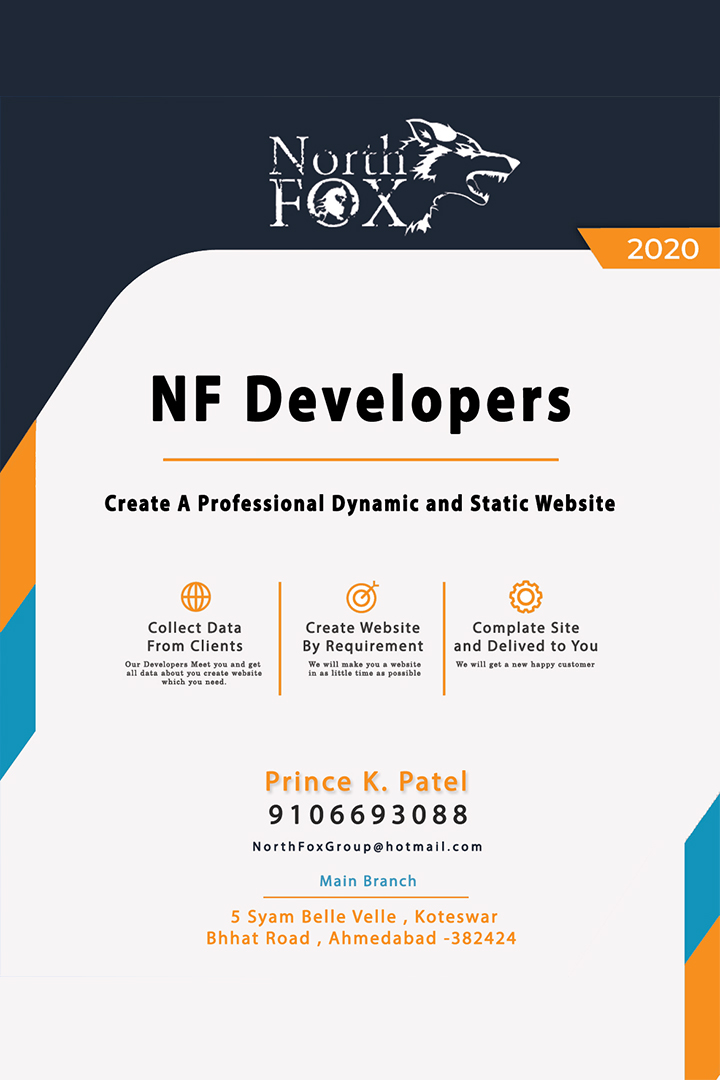 North
FOX
2020
NF Developers
Create A Professional Dynamic and Static Website
Collect Data
From Clients
Our Developers Meet you and get
all data about you create website
which you need.
Create Website
By Requirement
We will make you a website
in as little time as possible
Complate Site
and Delived to You
We will get a new happy customer
Prince K. Patel
9106693088
NorthFoxGroup@hotmail.com
Main Branch
5 Syam Belle Velle , Koteswar
Bhhat Road , Ahmedabad -382424